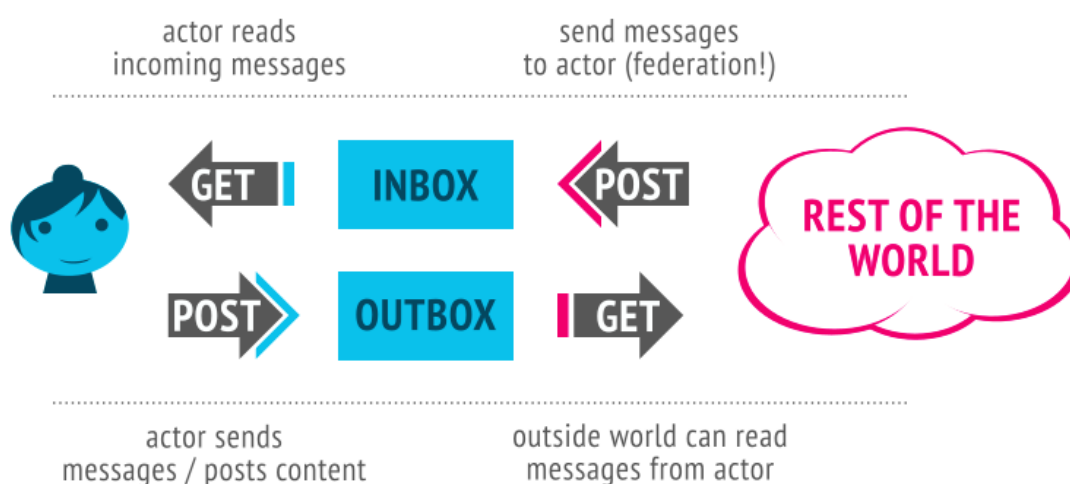 actor reads
incoming messages
send messages
to actor (federation!)
GET
INBOX
POST
REST OF THE
WORLD
POST
OUTBOX
GET
actor sends
messages / posts content
outside world can read
messages from actor